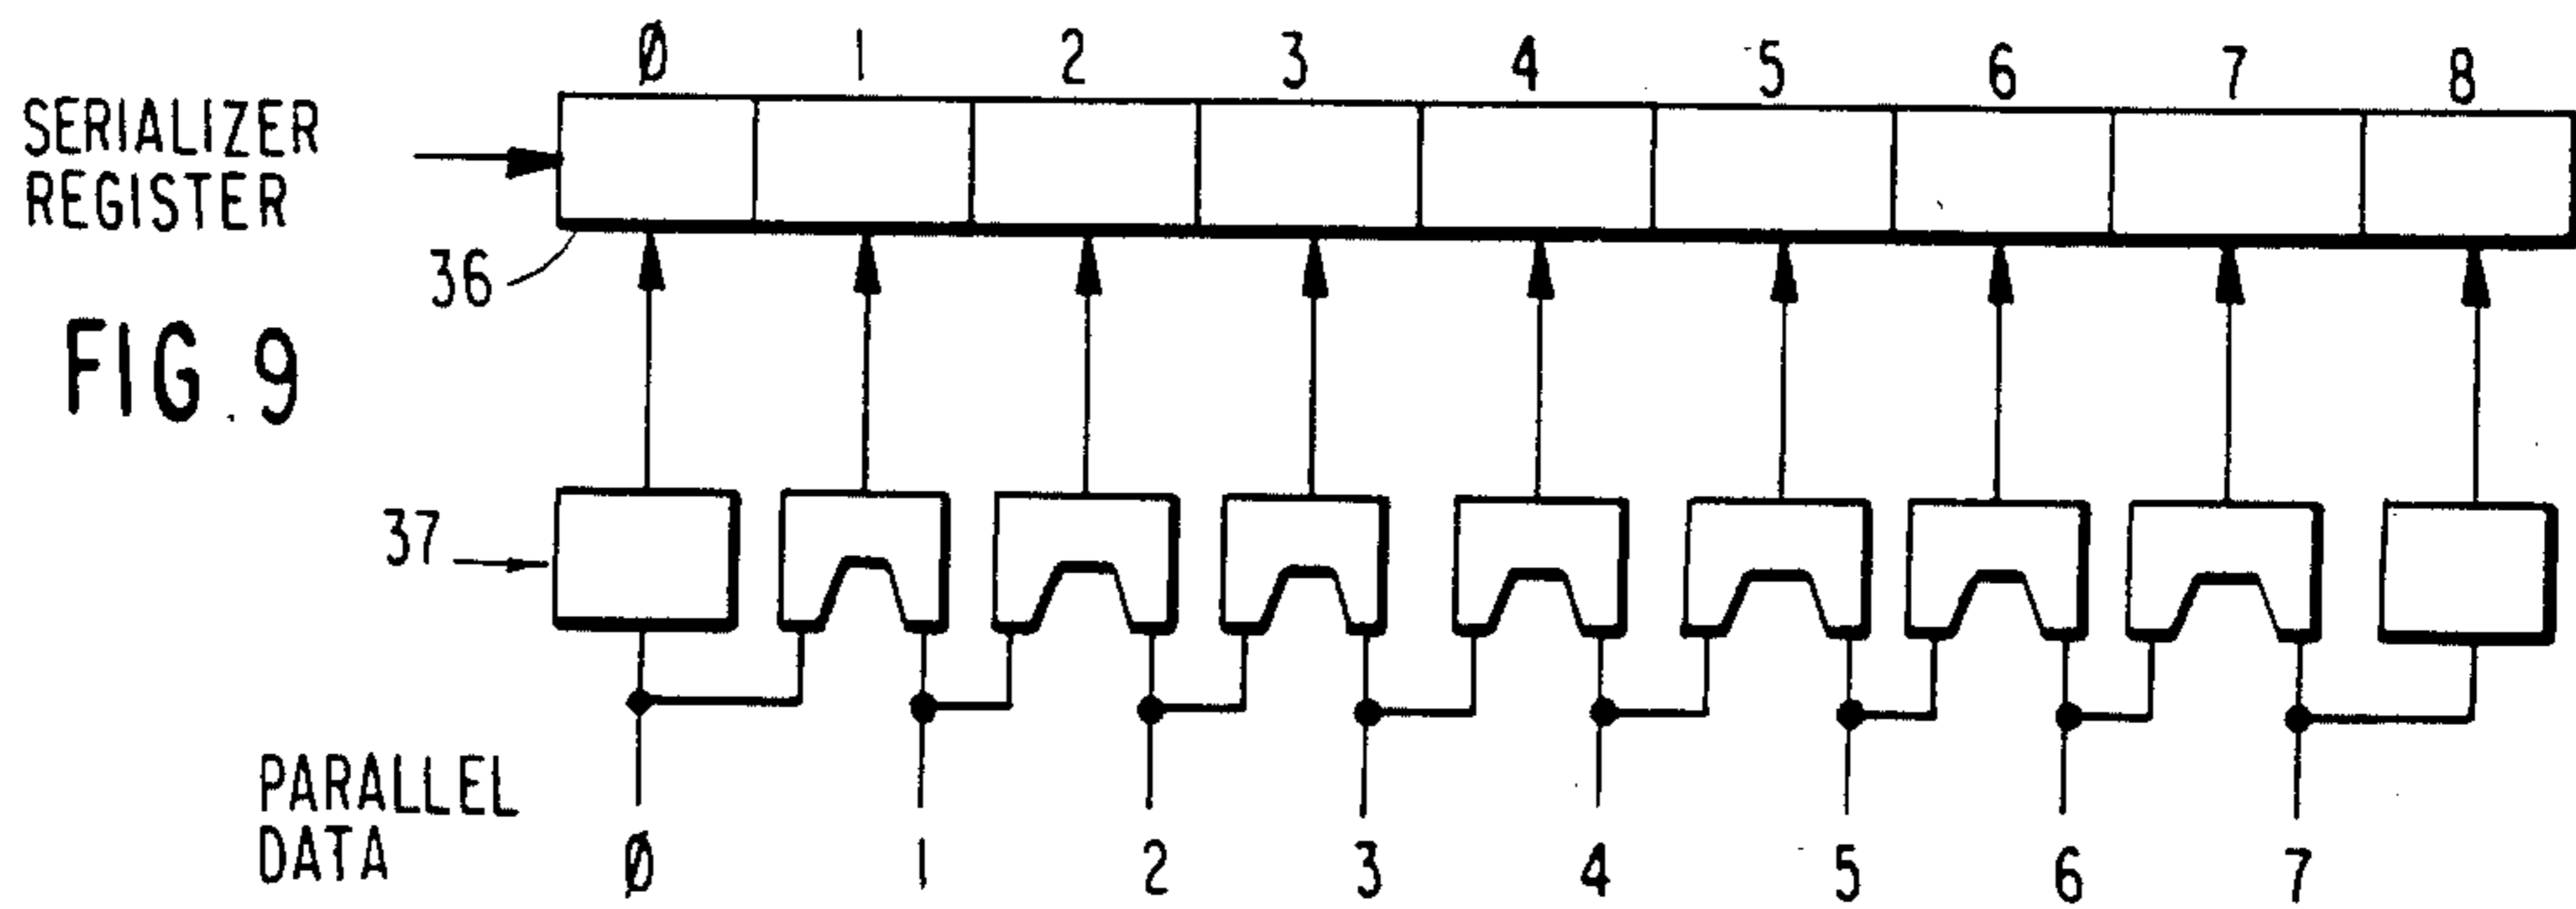 Ø 1 2 3 4 5 6 7 8
SERIALIZER
REGISTER
36
FIG. 9
37
PARALLEL
DATA
Ø 1 2 3 4 5 6 7